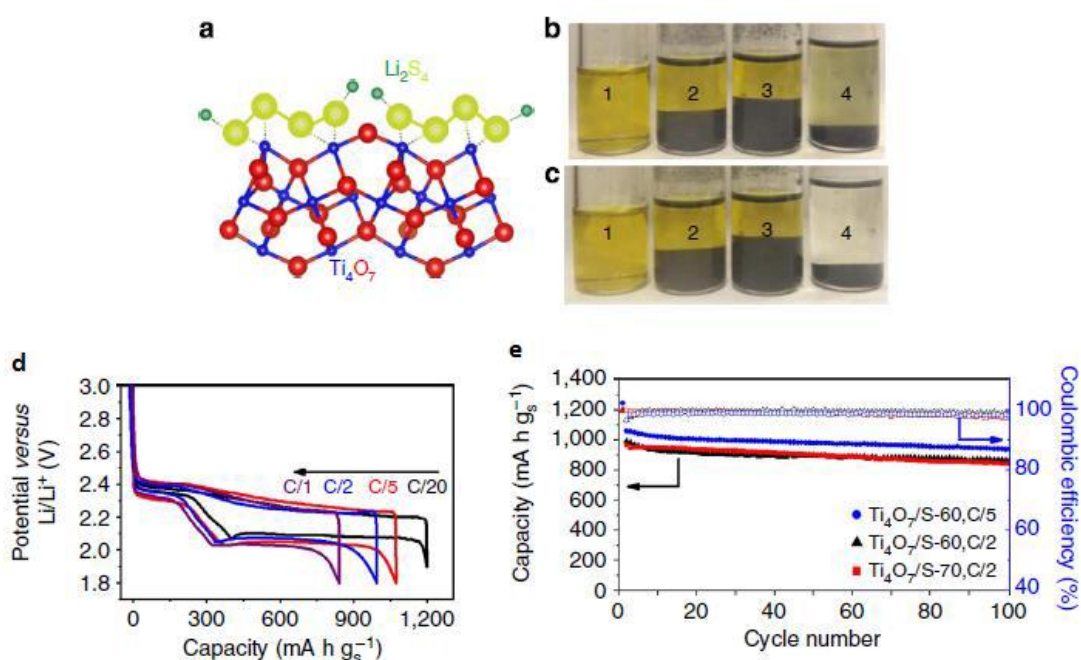 a
Li₂S₄
Ti₄O₇
b
1 2 3 4
c
1 2 3 4
d
Potential versus
Li/Li⁺ (V)
3.0
2.8
2.6
2.4
2.2
2.0
1.8
C/1 C/2 C/5 C/20
0 300 600 900 1,200
Capacity (mA h gₛ⁻¹)
e
Capacity (mA h gₛ⁻¹)
1,400
1,200
1,000
800
600
400
200
0
Ti₄O₇/S-60,C/5
Ti₄O₇/S-60,C/2
Ti₄O₇/S-70,C/2
0 20 40 60 80 100
Cycle number
100
80
60
40
Coulombic efficiency (%)